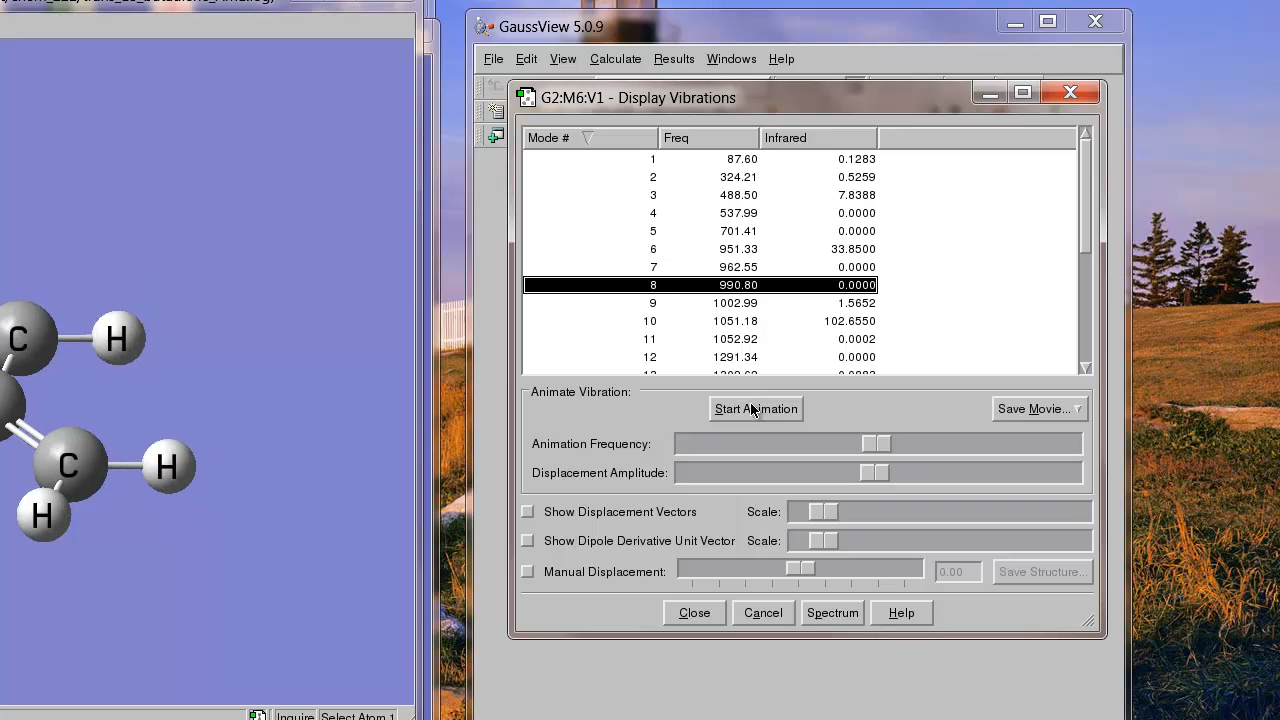 GaussView 5.0.9
File Edit View Calculate Results Windows Help
G2:M6:V1 - Display Vibrations
Mode # Freq Infrared
1 87.60 0.1283
2 324.21 0.5259
3 488.50 7.8388
4 537.99 0.0000
5 701.41 0.0000
6 951.33 33.8500
7 962.55 0.0000
8 990.80 0.0000
9 1002.99 1.5652
10 1051.18 102.6550
11 1052.92 0.0002
12 1291.34 0.0000
Animate Vibration:
Start Animation Save Movie...
Animation Frequency:
Displacement Amplitude:
Show Displacement Vectors Scale:
Show Dipole Derivative Unit Vector Scale:
Manual Displacement: 0.00 Save Structure...
Close Cancel Spectrum Help
C H
C H
H
Inquire Select Atom 1